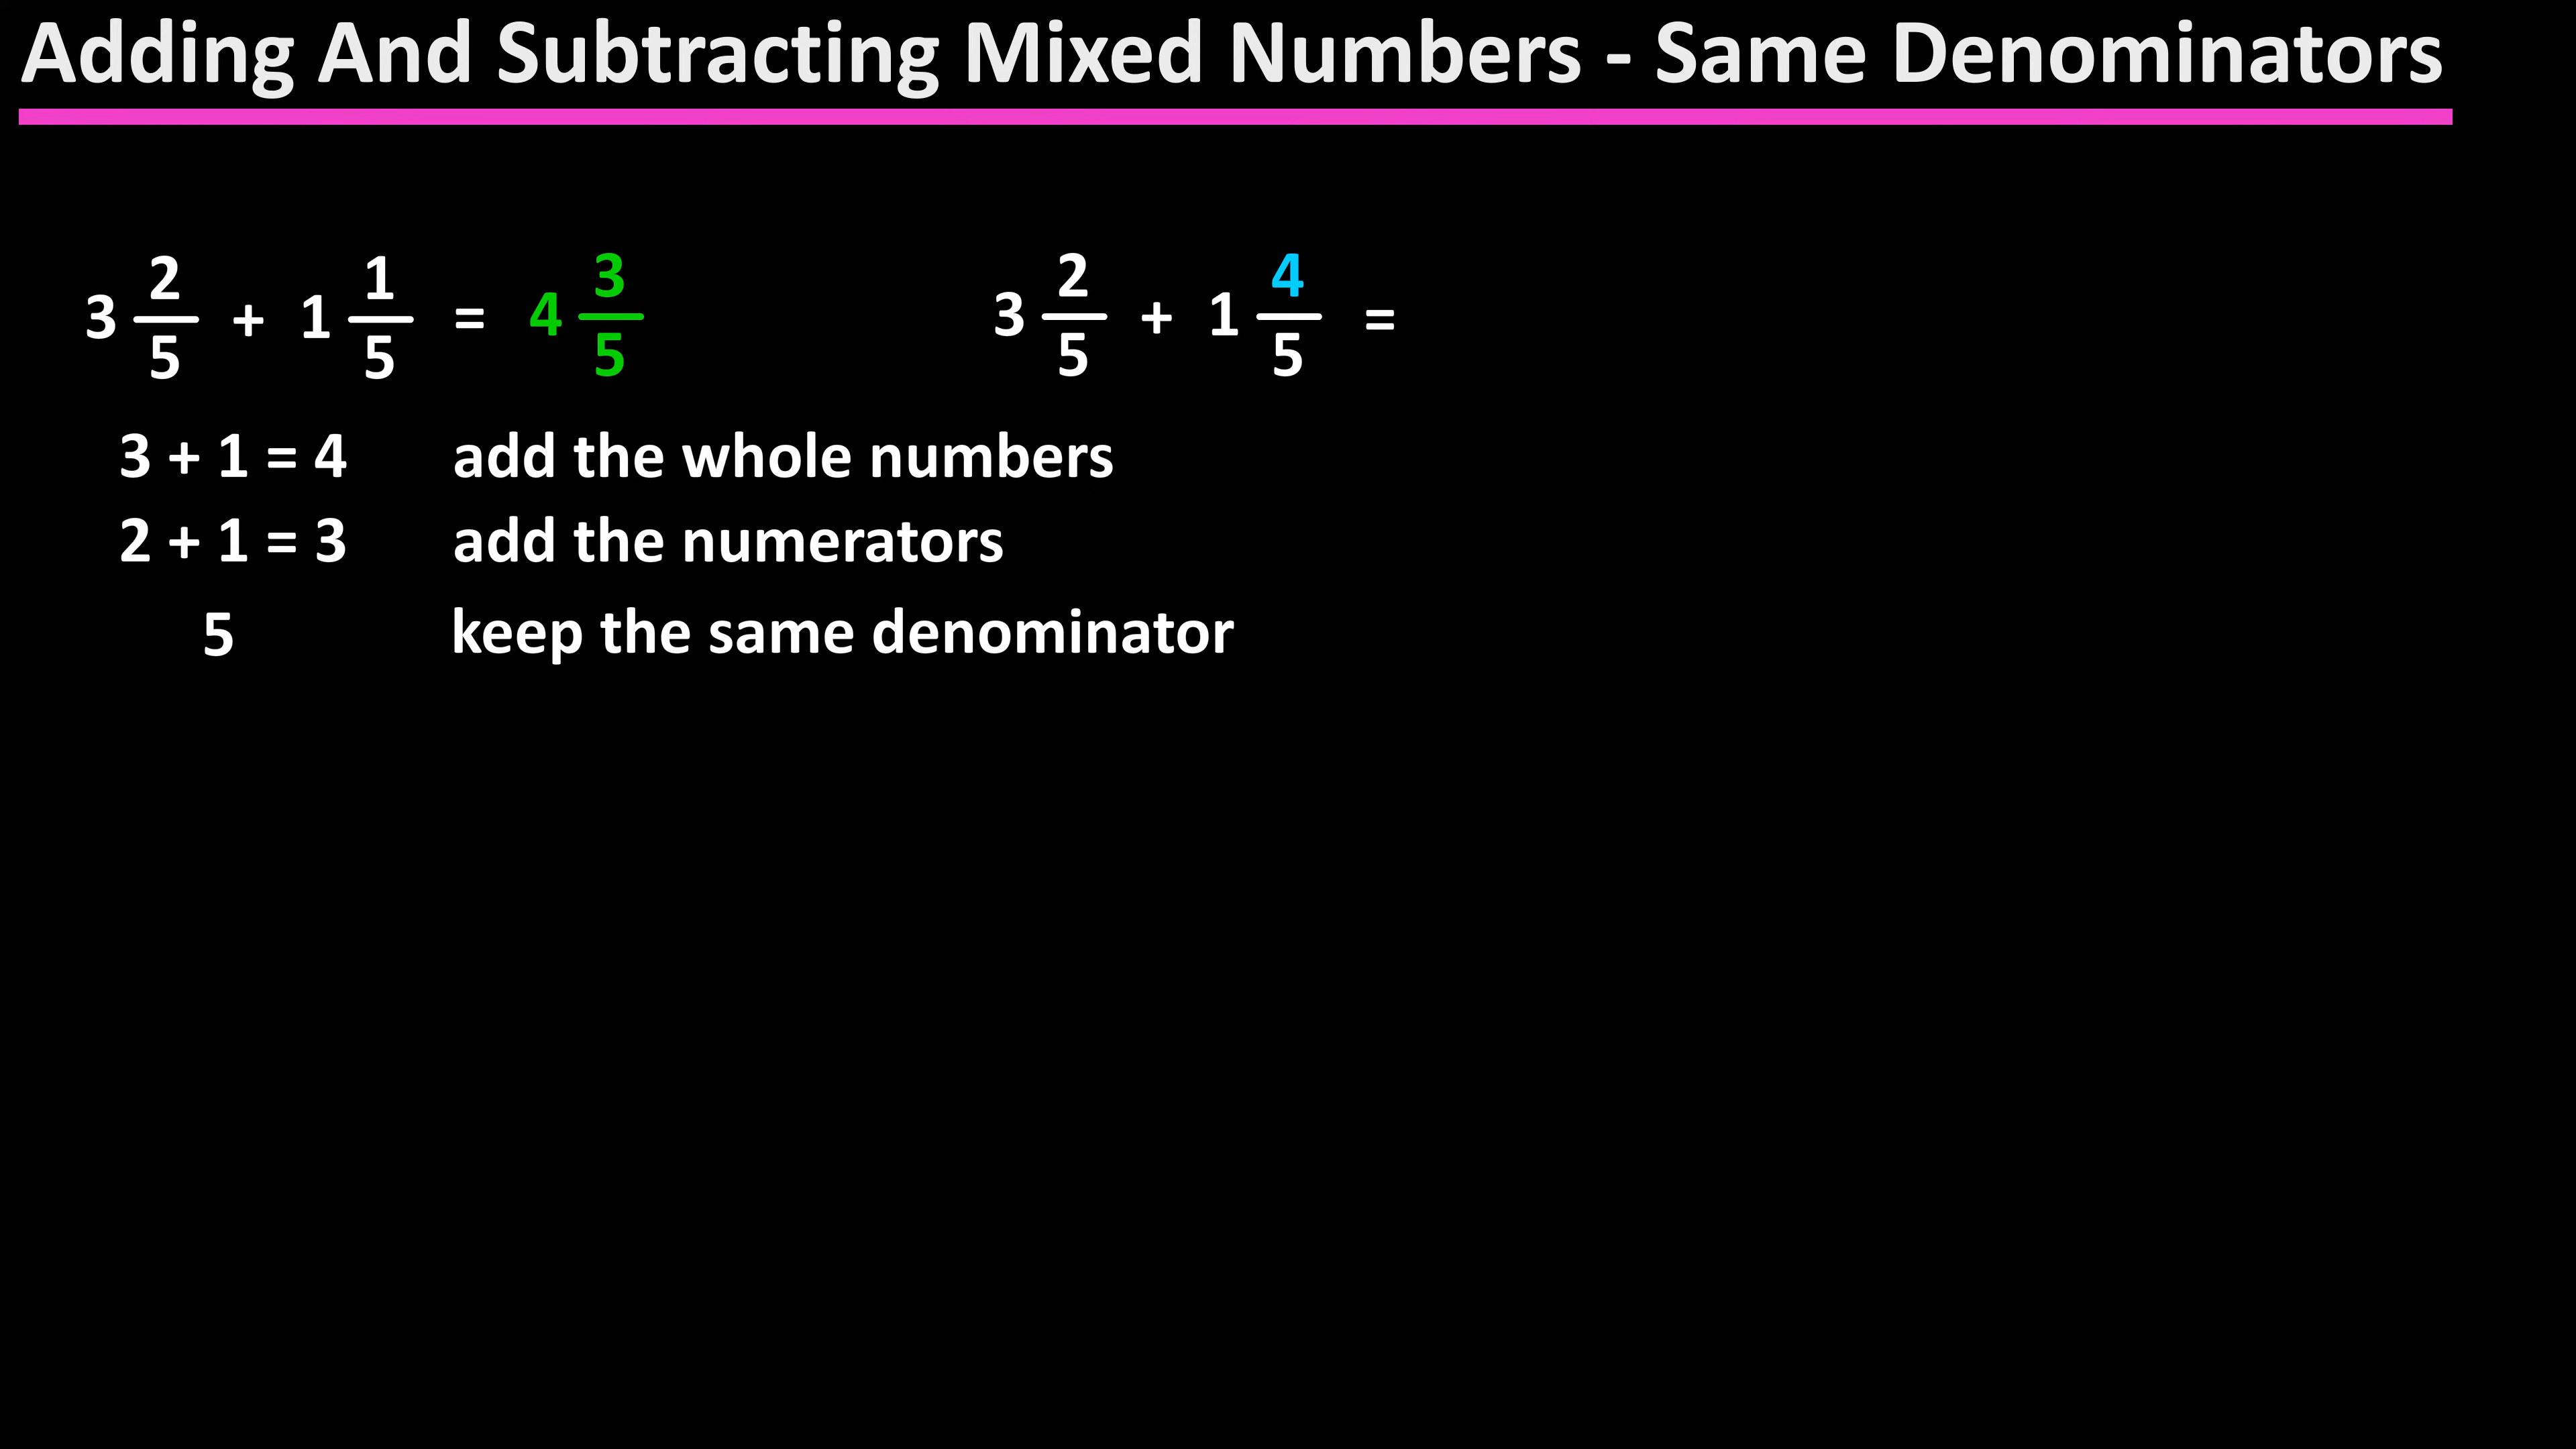 Adding And Subtracting Mixed Numbers - Same Denominators
3 2/5 + 1 1/5 = 4 3/5
3 2/5 + 1 4/5 =
3 + 1 = 4 add the whole numbers
2 + 1 = 3 add the numerators
5 keep the same denominator